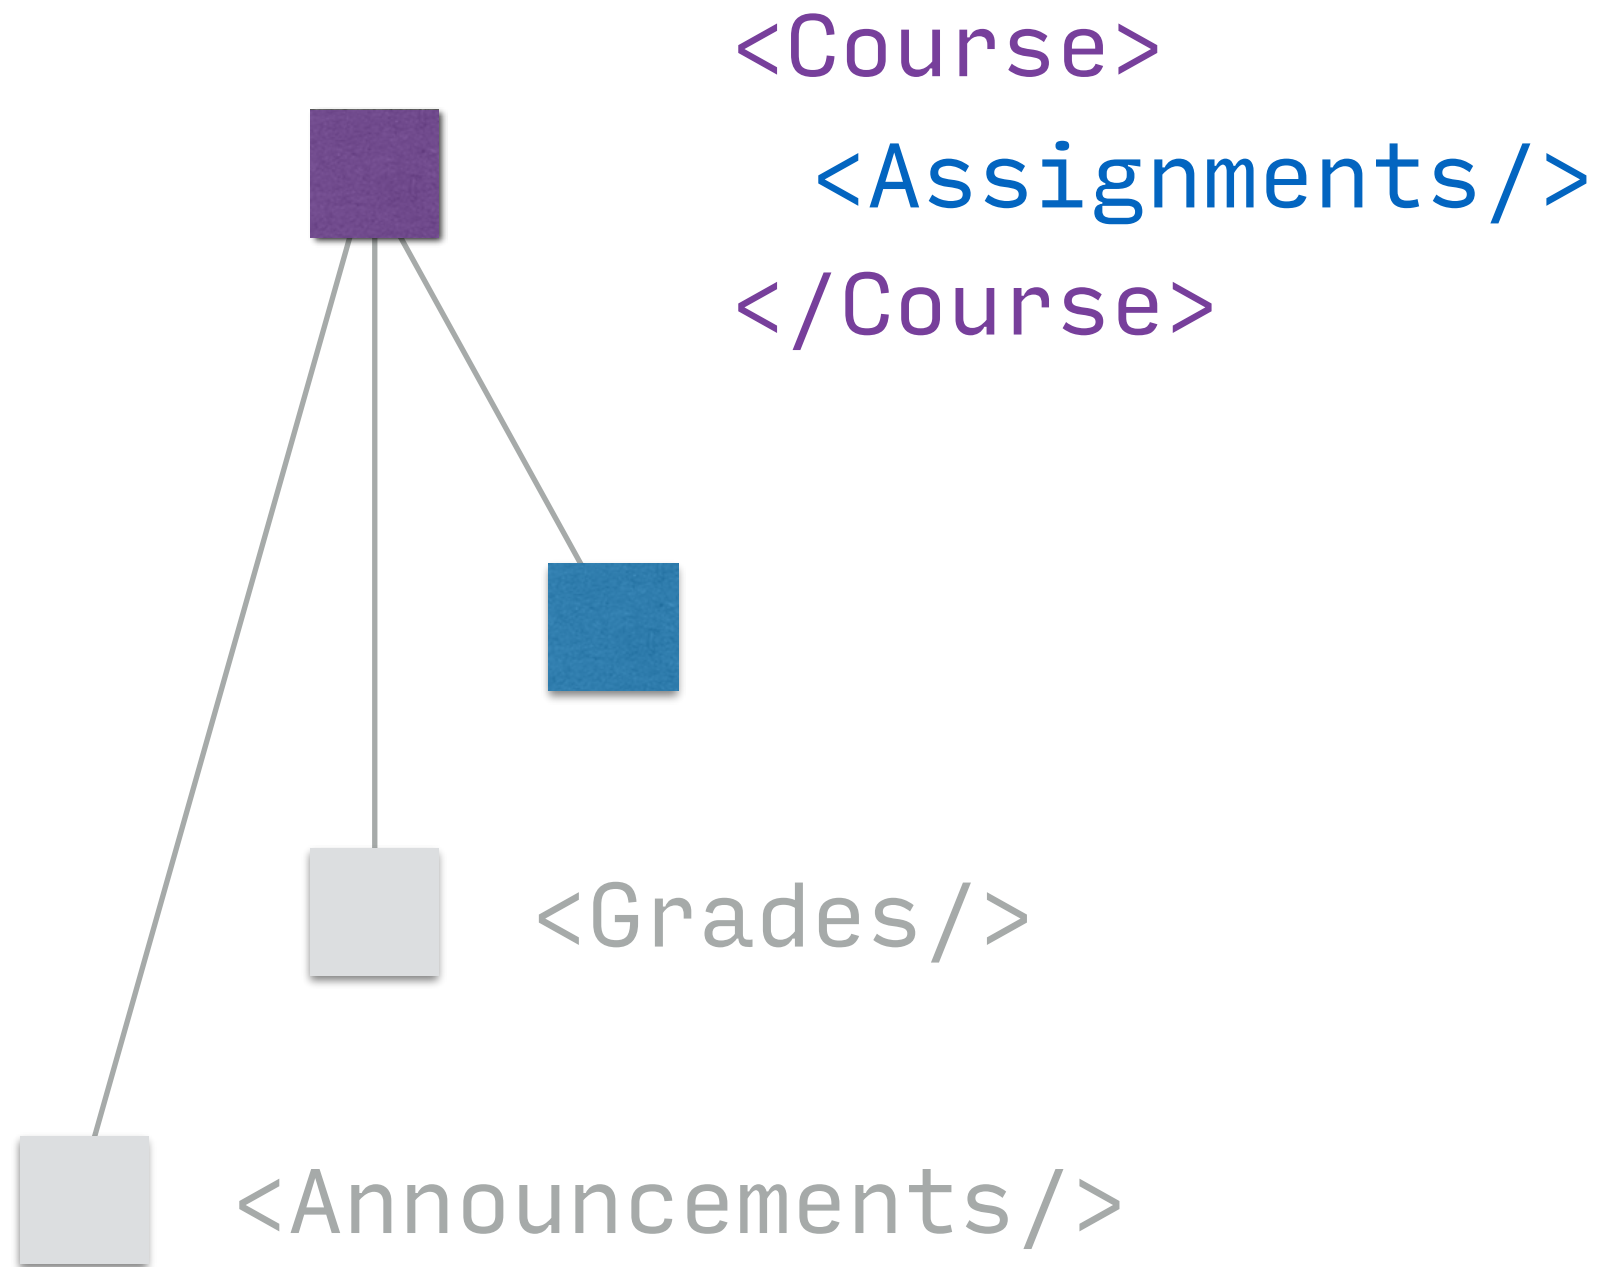 <Course>
<Assignments/>
</Course>
<Grades/>
<Announcements/>